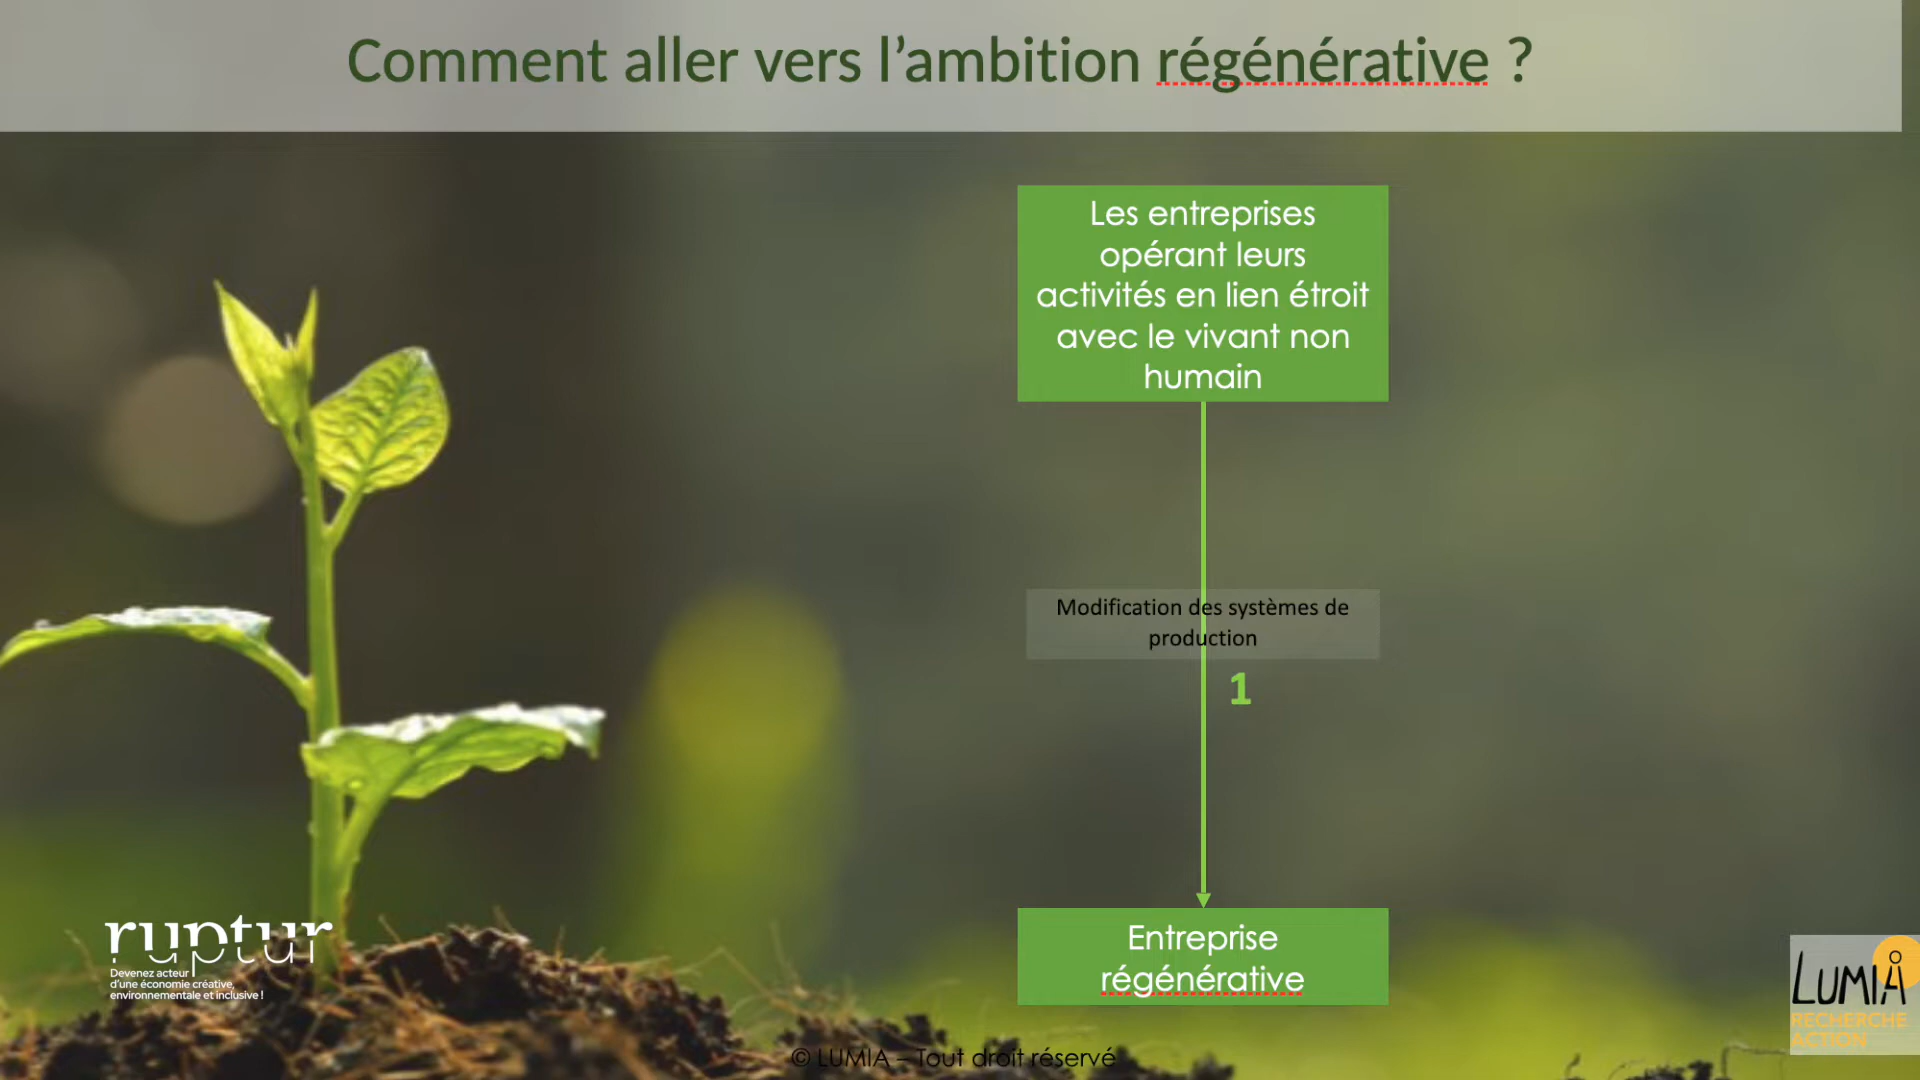 Comment aller vers l’ambition régénérative ?
Les entreprises
opérant leurs
activités en lien étroit
avec le vivant non
humain
Modification des systèmes de
production
1
Entreprise
régénérative
ruptur
Devenez acteur
d'une économie créative,
environnementale et inclusive !
LUMIA
RECHERCHE
ACTION
© LUMIA – Tout droit réservé